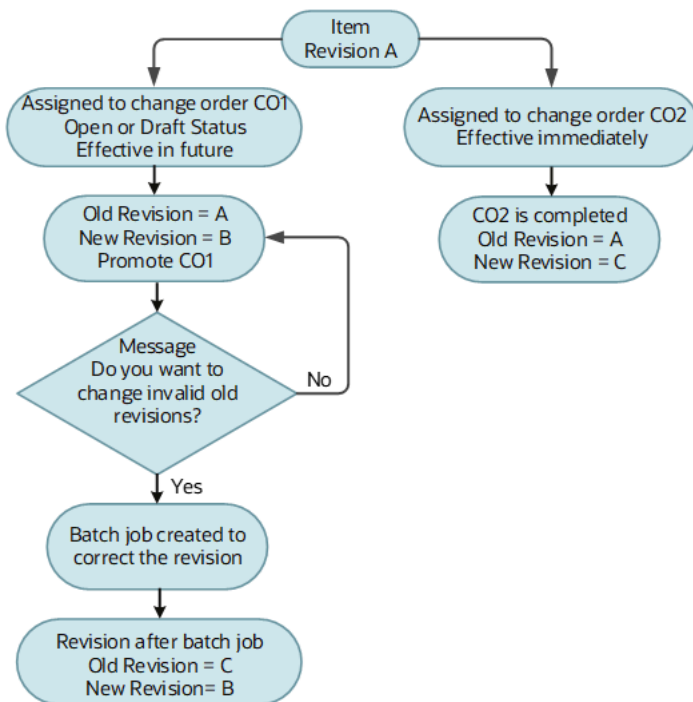 Item
Revision A
Assigned to change order CO1
Open or Draft Status
Effective in future
Assigned to change order CO2
Effective immediately
Old Revision = A
New Revision = B
Promote CO1
CO2 is completed
Old Revision = A
New Revision = C
Message
Do you want to
change invalid old
revisions?
No
Yes
Batch job created to
correct the revision
Revision after batch job
Old Revision = C
New Revision= B